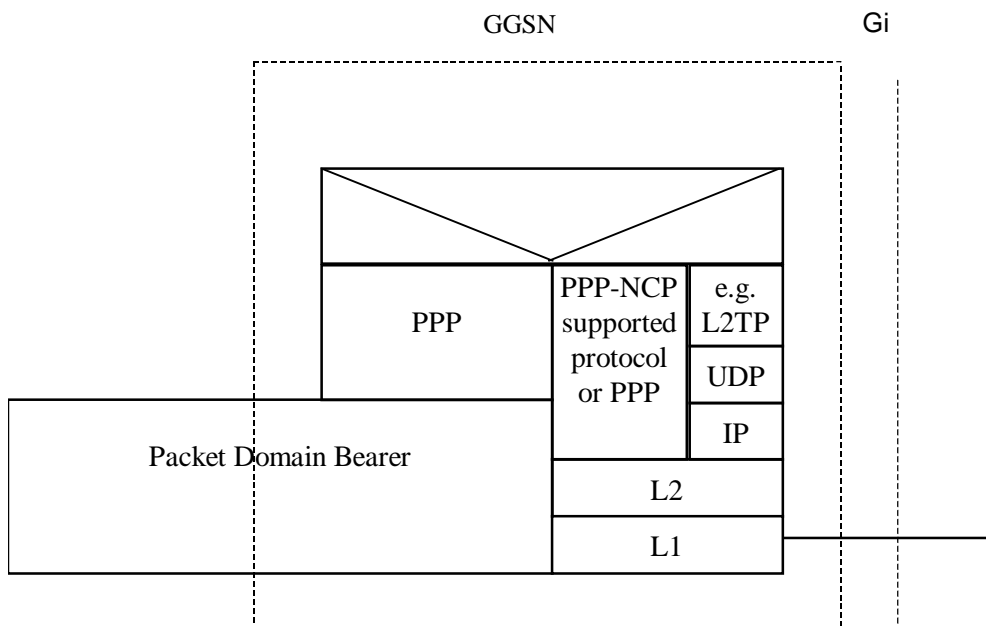 GGSN
Gi
PPP
PPP-NCP
supported
protocol
or PPP
e.g.
L2TP
UDP
IP
Packet Domain Bearer
L2
L1